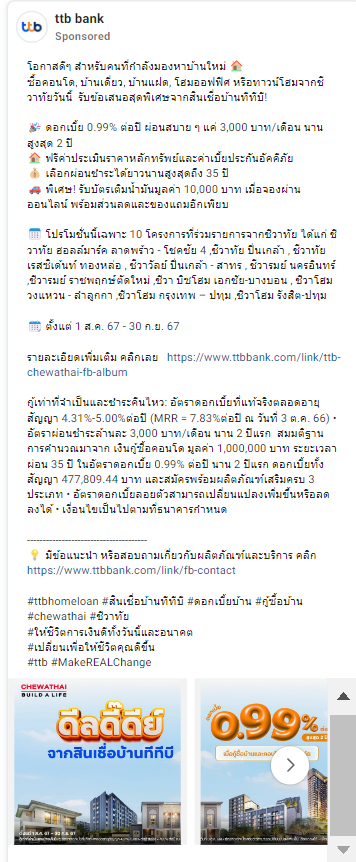 ttb bank
Sponsored
โอกาสดีๆ สำหรับคนที่กำลังมองหาบ้านใหม่ 🏠
ซื้อคอนโด, บ้านเดี่ยว, บ้านแฝด, โฮมออฟฟิศ หรือทาวน์โฮมจากชี
วาทัยวันนี้ รับข้อเสนอสุดพิเศษจากสินเชื่อบ้านทีทีบี!
🎉 ดอกเบี้ย 0.99% ต่อปี ผ่อนสบาย ๆ แค่ 3,000 บาท/เดือน นาน
สูงสุด 2 ปี
🏠 ฟรีค่าประเมินราคาหลักทรัพย์และค่าเบี้ยประกันอัคคีภัย
👍 เลือกผ่อนชำระได้ยาวนานสูงสุดถึง 35 ปี
🚗 พิเศษ! รับบัตรเติมน้ำมันมูลค่า 10,000 บาท เมื่อจองผ่าน
ออนไลน์ พร้อมส่วนลดและของแถมอีกเพียบ
🗓️ โปรโมชั่นนี้เฉพาะ 10 โครงการที่ร่วมรายการจากชีวาทัย ได้แก่ ชีวา
ทัย ฮอลล์มาร์ค ลาดพร้าว - โชคชัย 4 ,ชีวาทัย ปิ่นเกล้า , ชีวาทัย
เรสซิเด้นท์ ทองหล่อ , ชีวาวัลย์ ปิ่นเกล้า - สาทร , ชีวารมย์ นครอินทร์
,ชีวารมย์ ราชพฤกษ์ตัดใหม่ ,ชีวา บิซโฮม เอกชัย-บางบอน , ชีวาโฮม
วงแหวน - ลำลูกกา ,ชีวาโฮม กรุงเทพ – ปทุม ,ชีวาโฮม รังสิต-ปทุม
🗓️ ตั้งแต่ 1 ส.ค. 67 - 30 ก.ย. 67
รายละเอียดเพิ่มเติม คลิกเลย https://www.ttbbank.com/link/ttb-
chewathai-fb-album
กู้เท่าที่จำเป็นและชำระคืนไหว: อัตราดอกเบี้ยที่แท้จริงตลอดอายุ
สัญญา 4.31%-5.00%ต่อปี (MRR = 7.83%ต่อปี ณ วันที่ 3 ต.ค. 66) •
อัตราผ่อนชำระล้านละ 3,000 บาท/เดือน นาน 2 ปีแรก สมมติฐาน
การคำนวณมาจาก เงินกู้ซื้อคอนโด มูลค่า 1,000,000 บาท ระยะเวลา
ผ่อน 35 ปี ในอัตราดอกเบี้ย 0.99% ต่อปี นาน 2 ปีแรก ดอกเบี้ยทั้ง
สัญญา 477,809.44 บาท และสมัครพร้อมผลิตภัณฑ์เสริมครบ 3
ประเภท • อัตราดอกเบี้ยลอยตัวสามารถเปลี่ยนแปลงเพิ่มขึ้นหรือลด
ลงได้ • เงื่อนไขเป็นไปตามที่ธนาคารกำหนด
--------------------------------------
💡 มีข้อแนะนำ หรือสอบถามเกี่ยวกับผลิตภัณฑ์และบริการ คลิก
https://www.ttbbank.com/link/fb-contact
#ttbhomeloan #สินเชื่อบ้านทีทีบี #ดอกเบี้ยบ้าน #กู้ซื้อบ้าน
#chewathai #ชีวาทัย
#ให้ชีวิตการเงินดีทั้งวันนี้และอนาคต
#เปลี่ยนเพื่อให้ชีวิตคุณดีขึ้น
#ttb #MakeREALChange
CHEWATHAI
BUILD A LIFE
ดีลดี๊ดีย์
จากสินเชื่อบ้านทีทีบี
0.99%